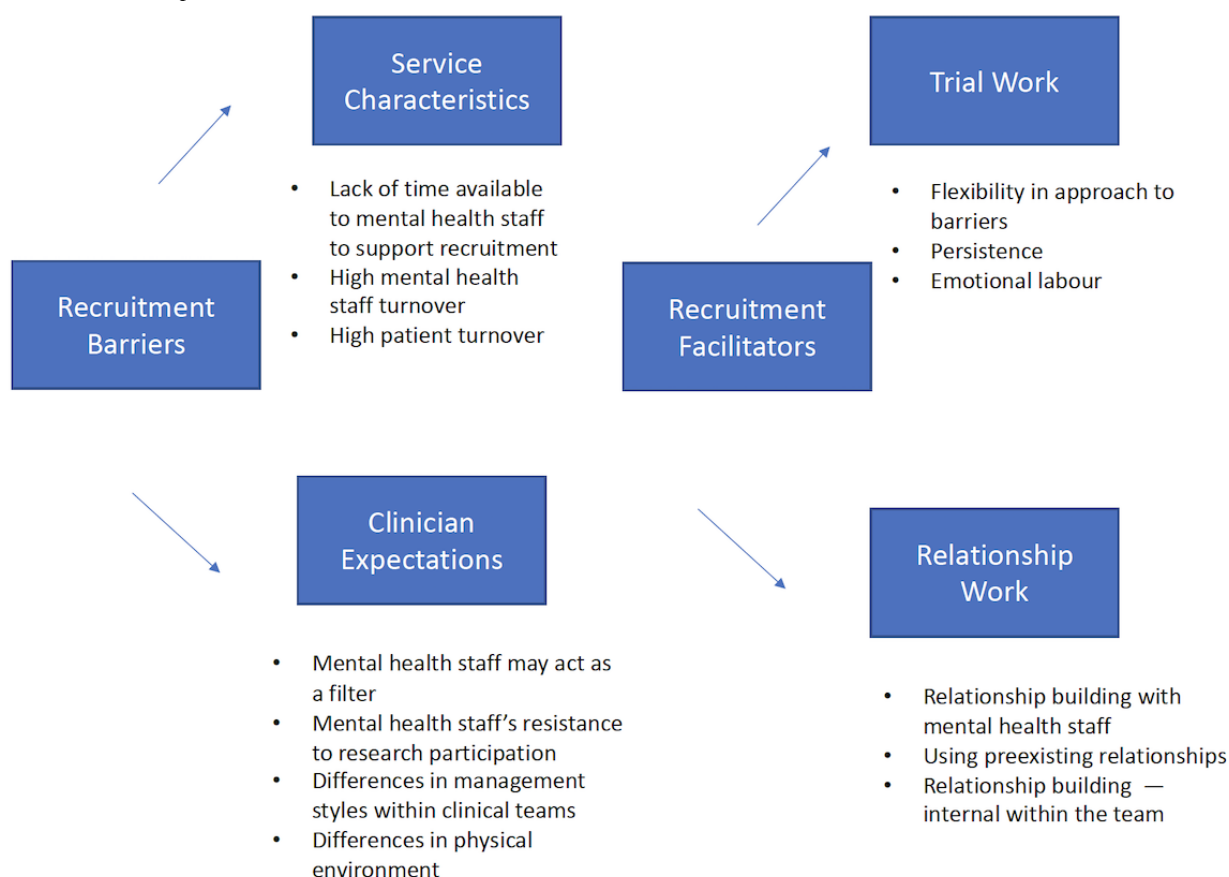 Service
Characteristics
• Lack of time available
to mental health staff
to support recruitment
• High mental health
staff turnover
• High patient turnover
Recruitment
Barriers
Clinician
Expectations
• Mental health staff may act as
a filter
• Mental health staff’s resistance
to research participation
• Differences in management
styles within clinical teams
• Differences in physical
environment
Trial Work
• Flexibility in approach to
barriers
• Persistence
• Emotional labour
Recruitment
Facilitators
Relationship
Work
• Relationship building with
mental health staff
• Using preexisting relationships
• Relationship building —
internal within the team